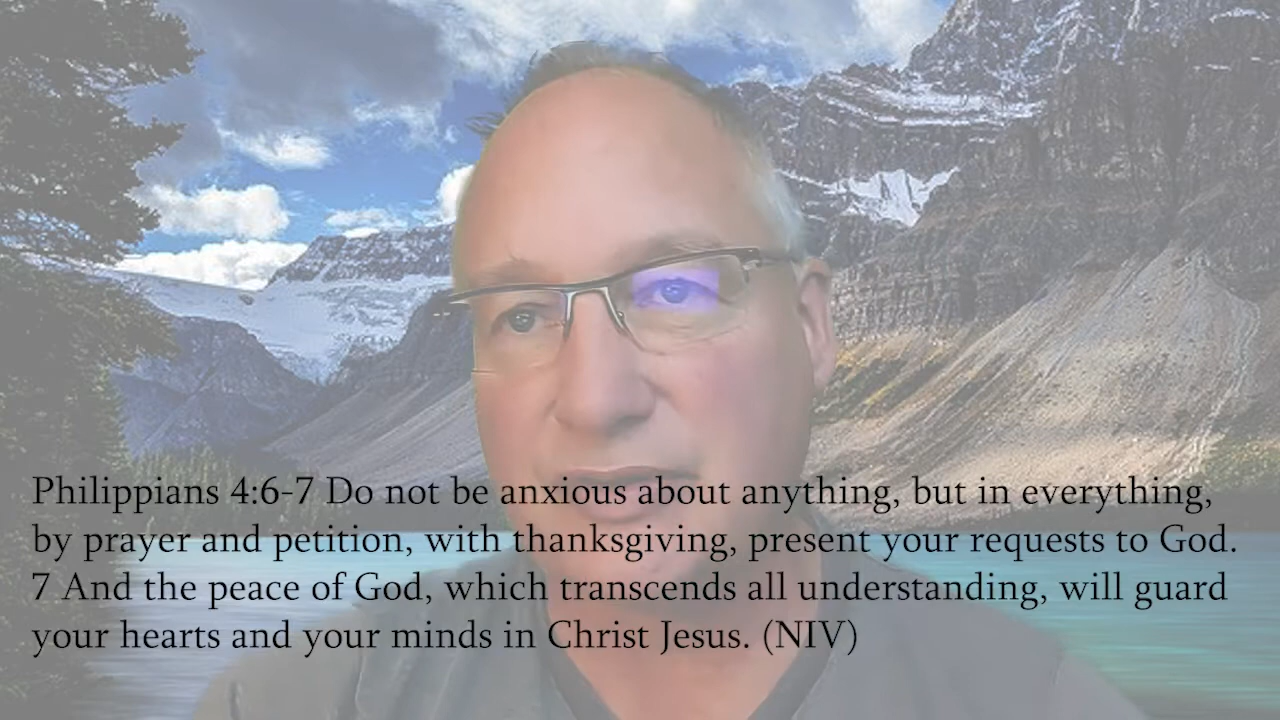 Philippians 4:6-7 Do not be anxious about anything, but in everything,
by prayer and petition, with thanksgiving, present your requests to God.
7 And the peace of God, which transcends all understanding, will guard
your hearts and your minds in Christ Jesus. (NIV)